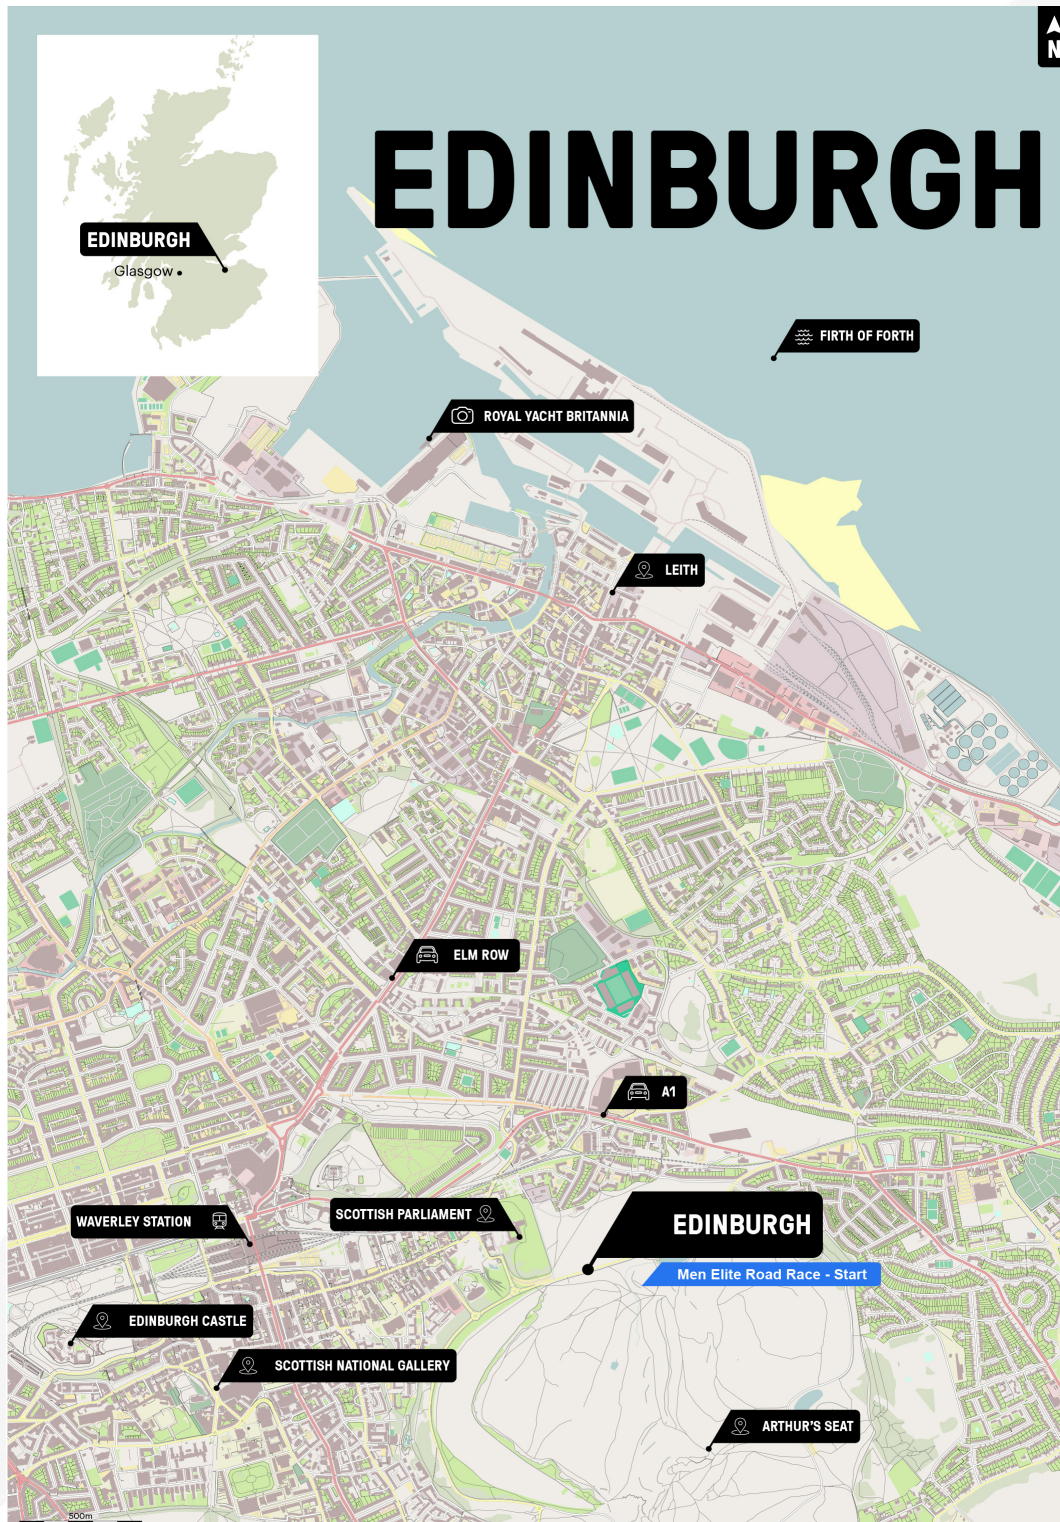 N
EDINBURGH
EDINBURGH
Glasgow
FIRTH OF FORTH
ROYAL YACHT BRITANNIA
LEITH
ELM ROW
A1
WAVERLEY STATION
SCOTTISH PARLIAMENT
EDINBURGH
Men Elite Road Race - Start
EDINBURGH CASTLE
SCOTTISH NATIONAL GALLERY
ARTHUR'S SEAT
500m